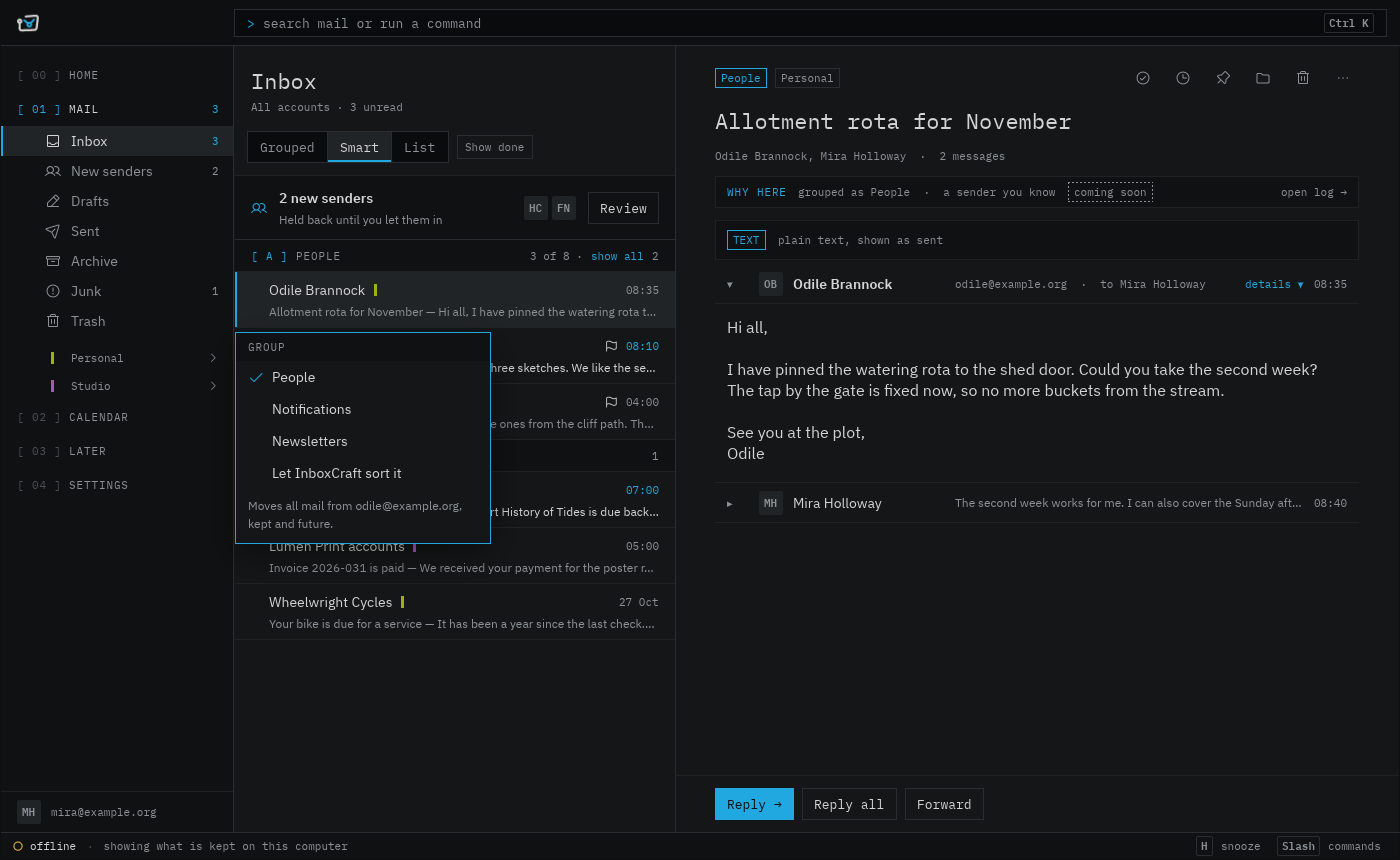 > search mail or run a command
Ctrl K
[ 00 ] HOME
[ 01 ] MAIL 3
Inbox 3
New senders 2
Drafts
Sent
Archive
Junk 1
Trash
Personal
Studio
[ 02 ] CALENDAR
[ 03 ] LATER
[ 04 ] SETTINGS
MH mira@example.org
Inbox
All accounts · 3 unread
Grouped Smart List Show done
2 new senders
Held back until you let them in
HC FN Review
[ A ] PEOPLE 3 of 8 · show all 2
Odile Brannock 08:35
Allotment rota for November — Hi all, I have pinned the watering rota t…
08:10
hree sketches. We like the se…
04:00
e ones from the cliff path. Th…
1
07:00
rt History of Tides is due back…
GROUP
People
Notifications
Newsletters
Let InboxCraft sort it
Moves all mail from odile@example.org,
kept and future.
Lumen Print accounts 05:00
Invoice 2026-031 is paid — We received your payment for the poster r…
Wheelwright Cycles 27 Oct
Your bike is due for a service — It has been a year since the last check.…
People Personal
Allotment rota for November
Odile Brannock, Mira Holloway · 2 messages
WHY HERE grouped as People · a sender you know coming soon open log →
TEXT plain text, shown as sent
▾ OB Odile Brannock odile@example.org · to Mira Holloway details ▾ 08:35
Hi all,
I have pinned the watering rota to the shed door. Could you take the second week?
The tap by the gate is fixed now, so no more buckets from the stream.
See you at the plot,
Odile
▸ MH Mira Holloway The second week works for me. I can also cover the Sunday aft… 08:40
Reply → Reply all Forward
offline · showing what is kept on this computer
H snooze Slash commands